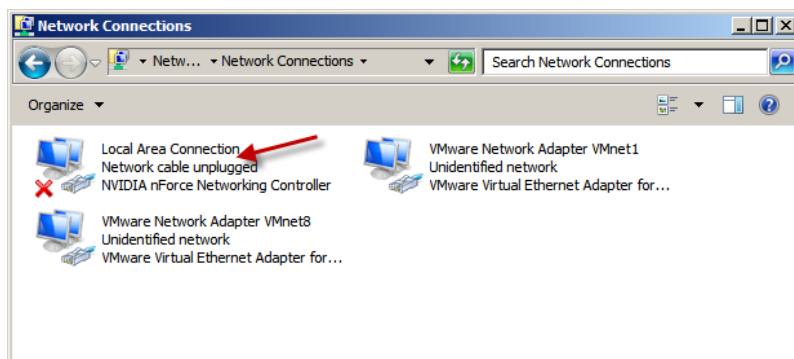 Network Connections
Netw... Network Connections
Search Network Connections
Organize
Local Area Connection
Network cable unplugged
NVIDIA nForce Networking Controller
VMware Network Adapter VMnet1
Unidentified network
VMware Virtual Ethernet Adapter for...
VMware Network Adapter VMnet8
Unidentified network
VMware Virtual Ethernet Adapter for...